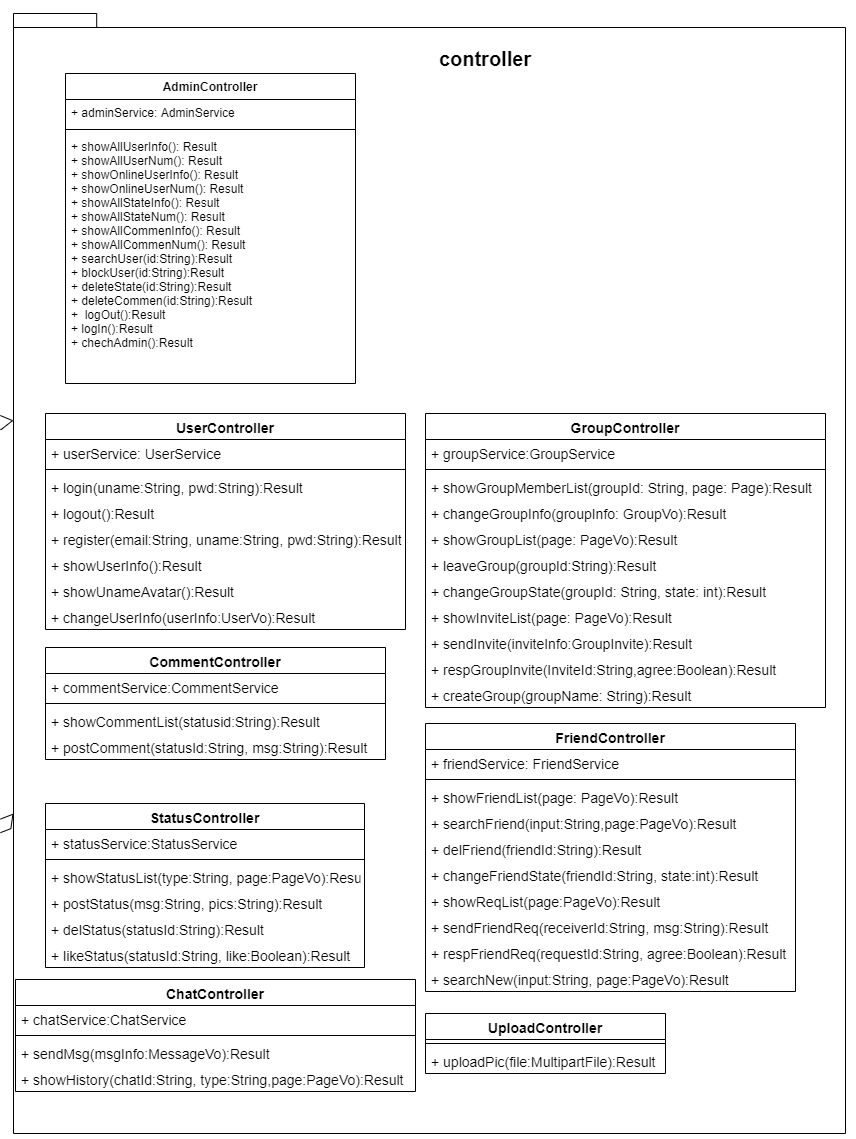 controller
AdminController
+ adminService: AdminService
+ showAllUserInfo(): Result
+ showAllUserNum(): Result
+ showOnlineUserInfo(): Result
+ showOnlineUserNum(): Result
+ showAllStateInfo(): Result
+ showAllStateNum(): Result
+ showAllCommenInfo(): Result
+ showAllCommenNum(): Result
+ searchUser(id:String):Result
+ blockUser(id:String):Result
+ deleteState(id:String):Result
+ deleteCommen(id:String):Result
+  logOut():Result
+ logIn():Result
+ chechAdmin():Result
UserController
+ userService: UserService
+ login(uname:String, pwd:String):Result
+ logout():Result
+ register(email:String, uname:String, pwd:String):Result
+ showUserInfo():Result
+ showUnameAvatar():Result
+ changeUserInfo(userInfo:UserVo):Result
GroupController
+ groupService:GroupService
+ showGroupMemberList(groupId: String, page: Page):Result
+ changeGroupInfo(groupInfo: GroupVo):Result
+ showGroupList(page: PageVo):Result
+ leaveGroup(groupId:String):Result
+ changeGroupState(groupId: String, state: int):Result
+ showInviteList(page: PageVo):Result
+ sendInvite(inviteInfo:GroupInvite):Result
+ respGroupInvite(InviteId:String,agree:Boolean):Result
+ createGroup(groupName: String):Result
CommentController
+ commentService:CommentService
+ showCommentList(statusid:String):Result
+ postComment(statusId:String, msg:String):Result
FriendController
+ friendService: FriendService
+ showFriendList(page: PageVo):Result
+ searchFriend(input:String,page:PageVo):Result
+ delFriend(friendId:String):Result
+ changeFriendState(friendId:String, state:int):Result
+ showReqList(page:PageVo):Result
+ sendFriendReq(receiverId:String, msg:String):Result
+ respFriendReq(requestId:String, agree:Boolean):Result
+ searchNew(input:String, page:PageVo):Result
StatusController
+ statusService:StatusService
+ showStatusList(type:String, page:PageVo):Resu
+ postStatus(msg:String, pics:String):Result
+ delStatus(statusId:String):Result
+ likeStatus(statusId:String, like:Boolean):Result
ChatController
+ chatService:ChatService
+ sendMsg(msgInfo:MessageVo):Result
+ showHistory(chatId:String, type:String,page:PageVo):Result
UploadController
+ uploadPic(file:MultipartFile):Result